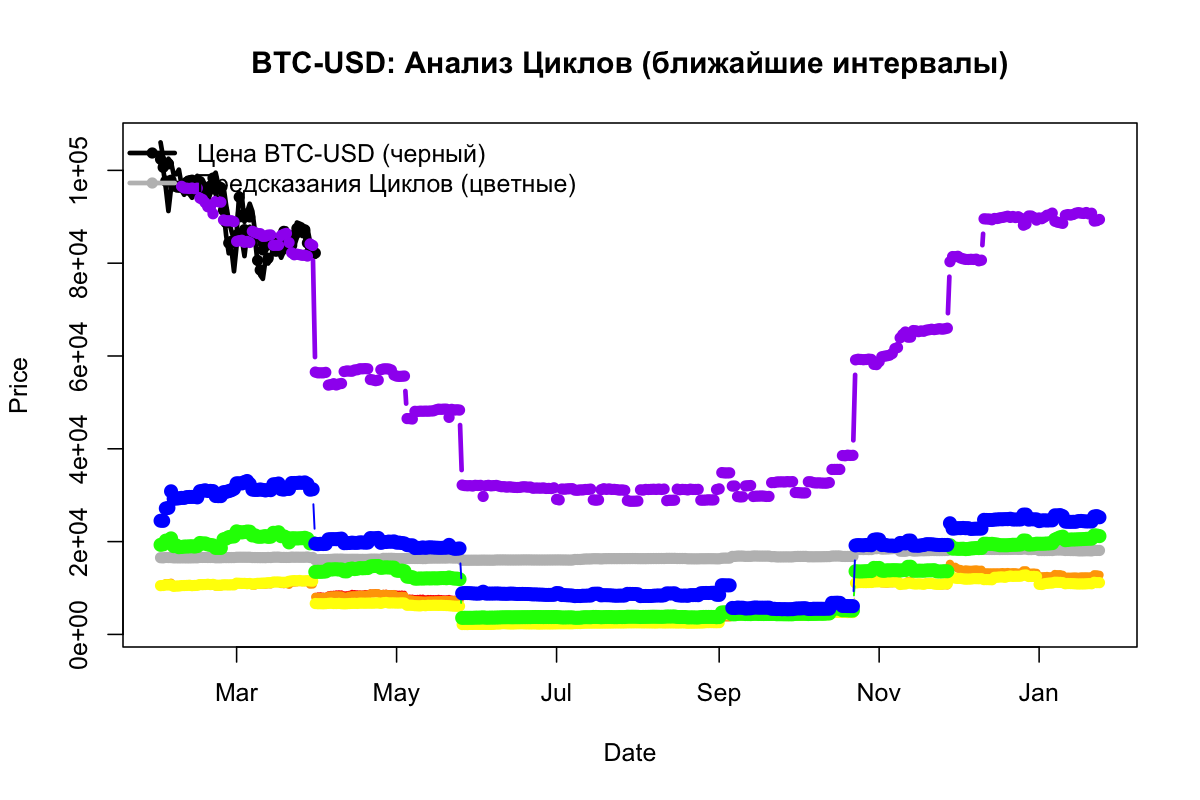 BTC-USD: Анализ Циклов (ближайшие интервалы)
Цена BTC-USD (черный)
Предсказания Циклов (цветные)
Price
1e+05
8e+04
6e+04
4e+04
2e+04
0e+00
Mar May Jul Sep Nov Jan
Date